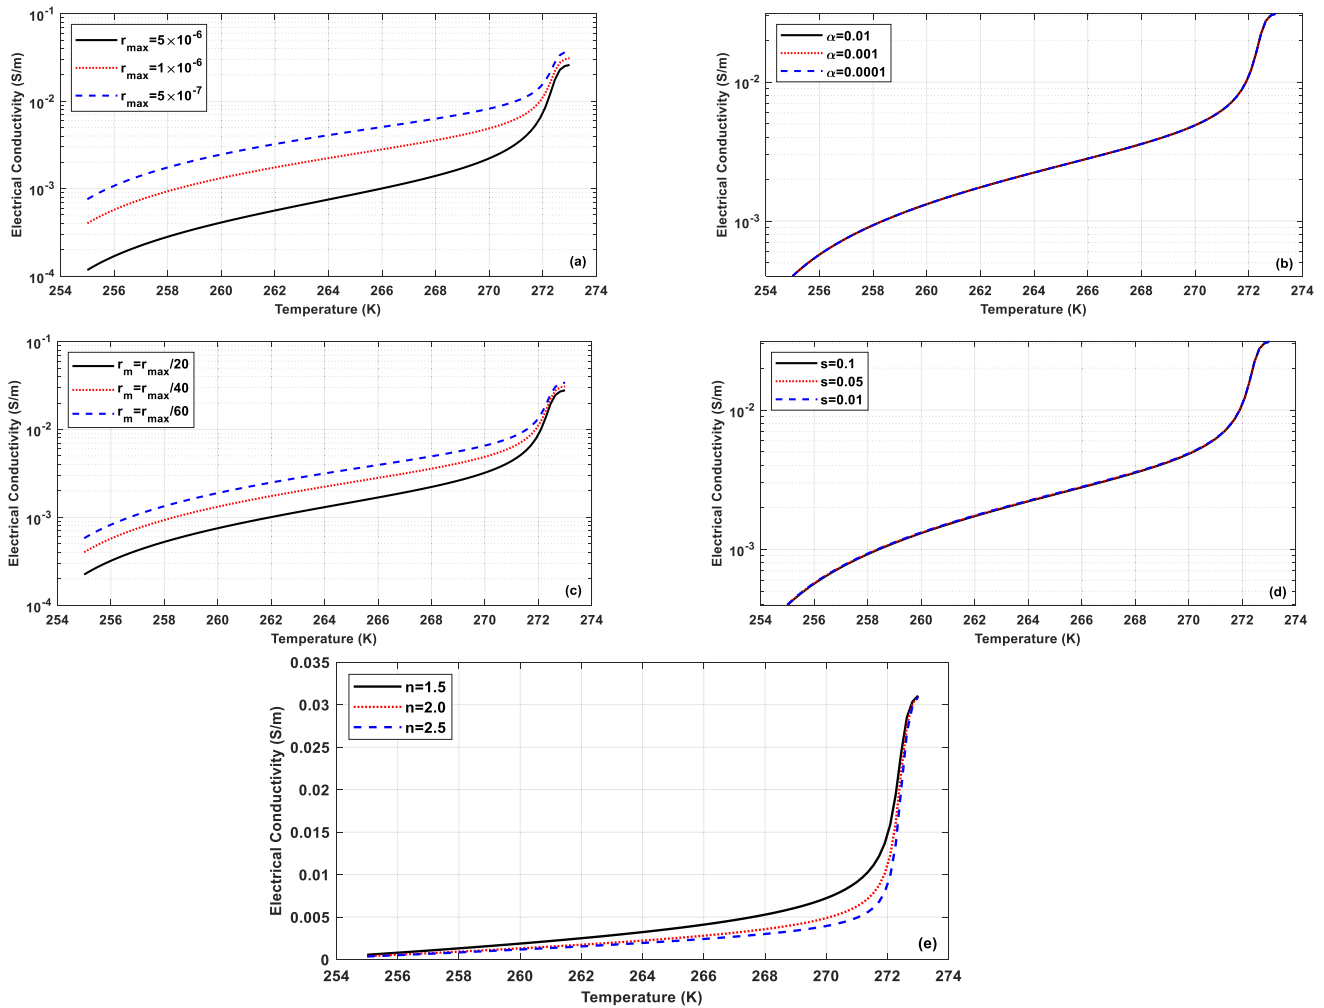 10^-1
10^-2
10^-3
10^-4
Electrical Conductivity (S/m)
r_max=5×10^-6
r_max=1×10^-6
r_max=5×10^-7
(a)
254 256 258 260 262 264 266 268 270 272 274
Temperature (K)
10^-2
10^-3
Electrical Conductivity (S/m)
α=0.01
α=0.001
α=0.0001
(b)
254 256 258 260 262 264 266 268 270 272 274
Temperature (K)
10^-1
10^-2
10^-3
10^-4
Electrical Conductivity (S/m)
r_m=r_max/20
r_m=r_max/40
r_m=r_max/60
(c)
254 256 258 260 262 264 266 268 270 272 274
Temperature (K)
10^-2
10^-3
Electrical Conductivity (S/m)
s=0.1
s=0.05
s=0.01
(d)
254 256 258 260 262 264 266 268 270 272 274
Temperature (K)
0.035
0.03
0.025
0.02
0.015
0.01
0.005
0
Electrical Conductivity (S/m)
n=1.5
n=2.0
n=2.5
(e)
254 256 258 260 262 264 266 268 270 272 274
Temperature (K)